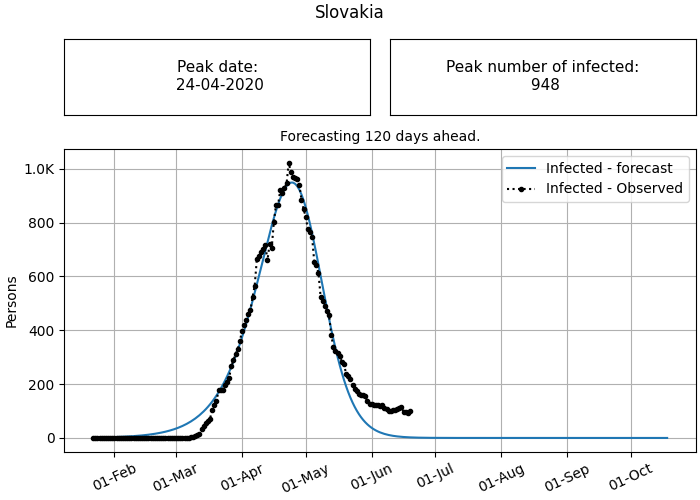 Slovakia
Peak date:
24-04-2020
Peak number of infected:
948
Forecasting 120 days ahead.
Infected - forecast
Infected - Observed
1.0K
800
600
400
200
0
Persons
01-Feb
01-Mar
01-Apr
01-May
01-Jun
01-Jul
01-Aug
01-Sep
01-Oct